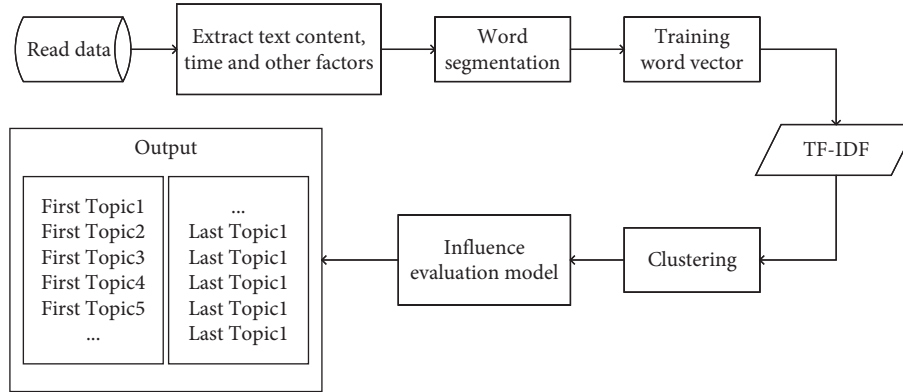 Read data
Extract text content,
time and other factors
Word
segmentation
Training
word vector
TF-IDF
Clustering
Influence
evaluation model
Output
First Topic1
First Topic2
First Topic3
First Topic4
First Topic5
...
...
Last Topic1
Last Topic1
Last Topic1
Last Topic1
Last Topic1